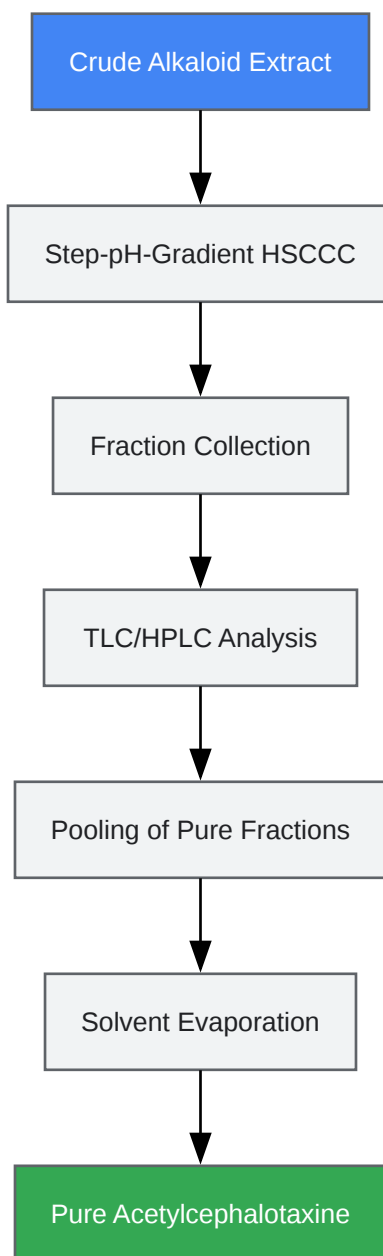 Crude Alkaloid Extract
Step-pH-Gradient HSCCC
Fraction Collection
TLC/HPLC Analysis
Pooling of Pure Fractions
Solvent Evaporation
Pure Acetylcephalotaxine